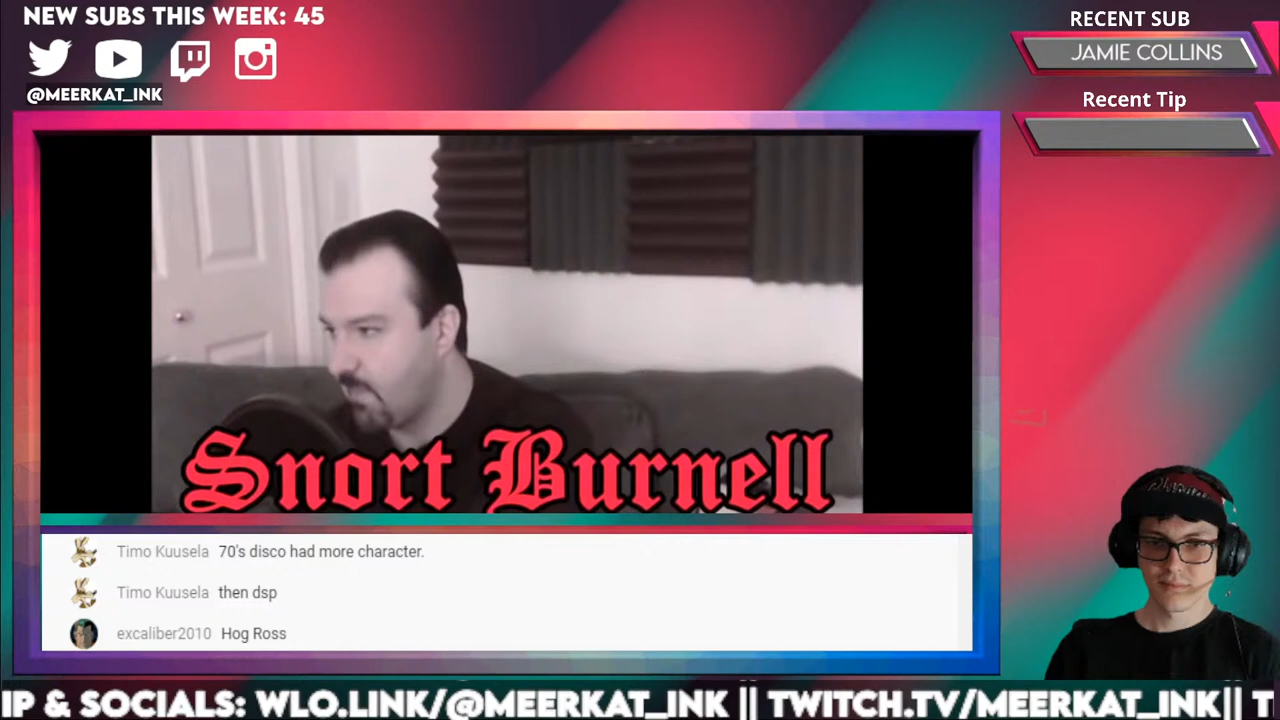 NEW SUBS THIS WEEK: 45
@MEERKAT_INK
RECENT SUB
JAMIE COLLINS
Recent Tip
Snort Burnell
Timo Kuusela 70's disco had more character.
Timo Kuusela then dsp
excaliber2010 Hog Ross
IP & SOCIALS: WLO.LINK/@MEERKAT_INK || TWITCH.TV/MEERKAT_INK|| T